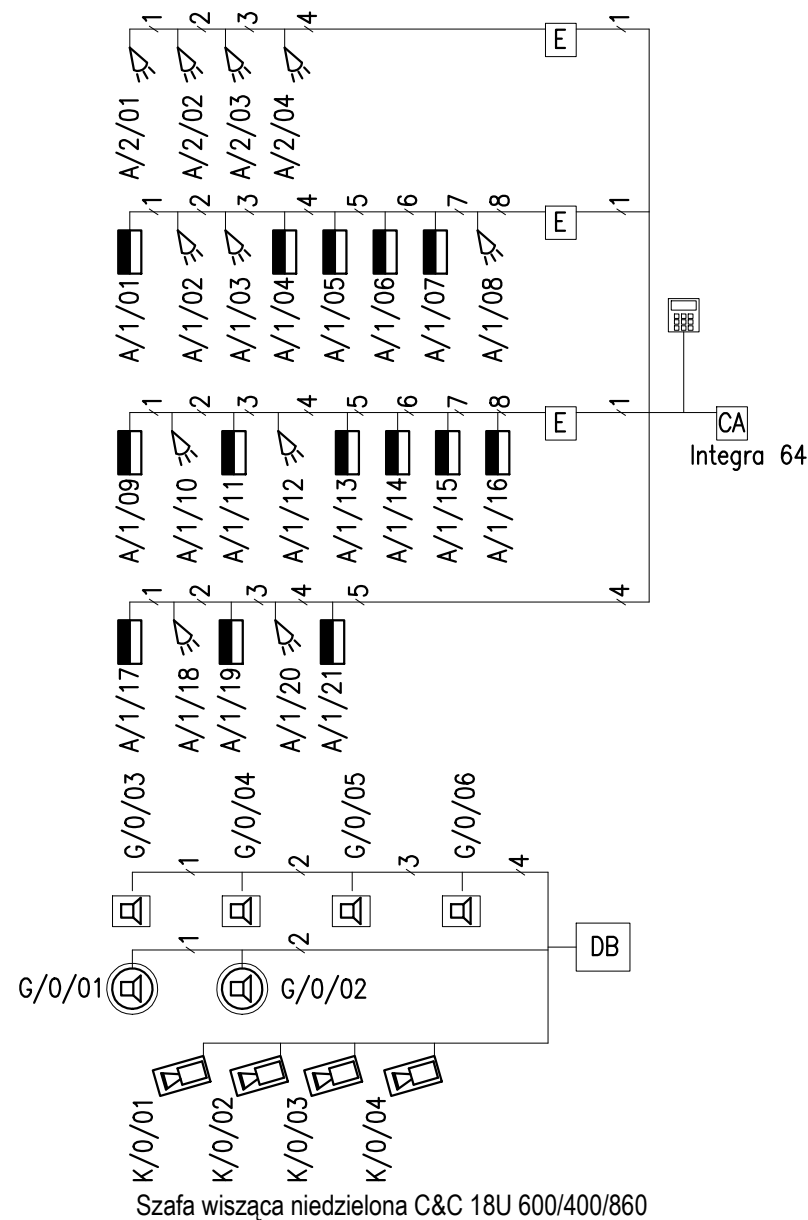 1 2 3 4 E 1
A/2/01 A/2/02 A/2/03 A/2/04
1 2 3 4 5 6 7 8 E 1
A/1/01 A/1/02 A/1/03 A/1/04 A/1/05 A/1/06 A/1/07 A/1/08
1 2 3 4 5 6 7 8 E 1
CA
Integra 64
A/1/09 A/1/10 A/1/11 A/1/12 A/1/13 A/1/14 A/1/15 A/1/16
1 2 3 4 5 4
A/1/17 A/1/18 A/1/19 A/1/20 A/1/21
G/0/03 G/0/04 G/0/05 G/0/06
1 2 3 4
1 2
DB
G/0/01 G/0/02
K/0/01 K/0/02 K/0/03 K/0/04
Szafa wisząca niedzielona C&C 18U 600/400/860